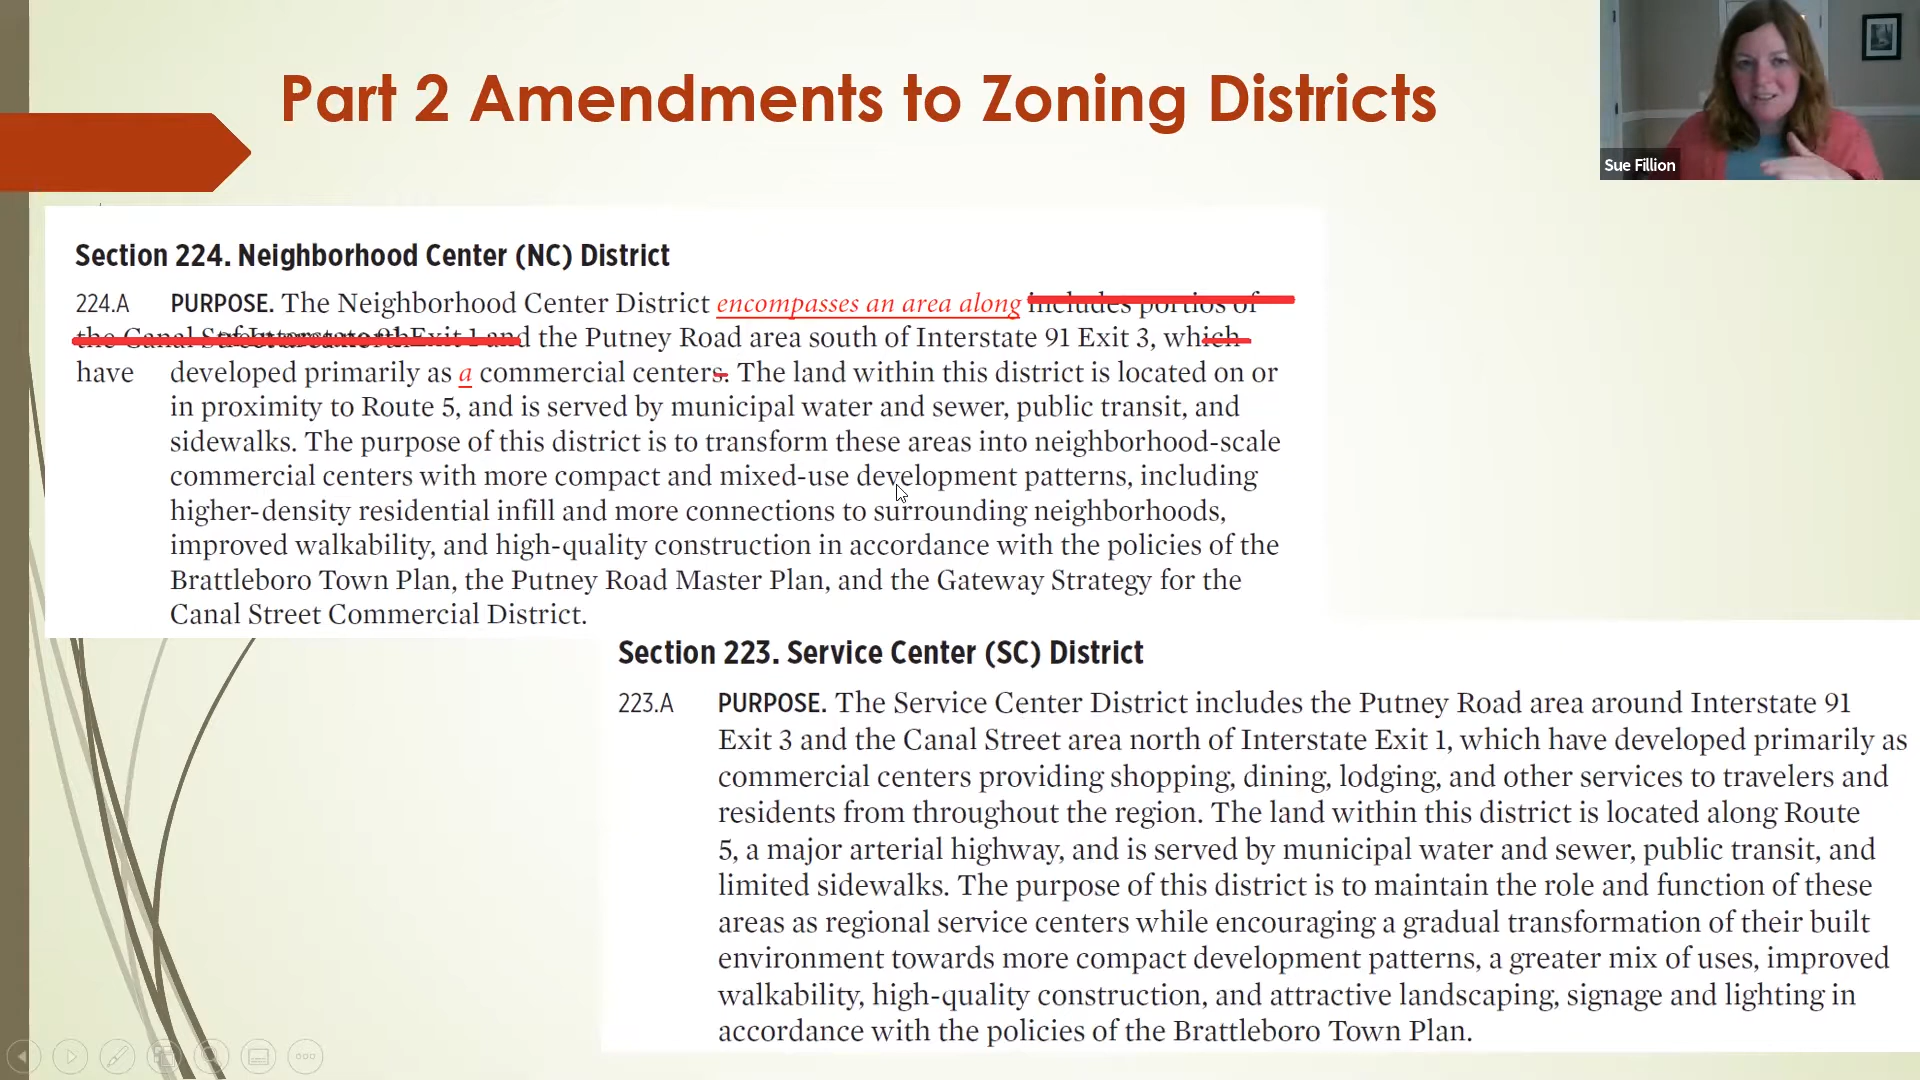 Part 2 Amendments to Zoning Districts
Sue Fillion
Section 224. Neighborhood Center (NC) District
224.A PURPOSE. The Neighborhood Center District encompasses an area along includes portios of
the Canal Street area north of Interstate 91 Exit 1 and the Putney Road area south of Interstate 91 Exit 3, which
have developed primarily as a commercial centers. The land within this district is located on or
in proximity to Route 5, and is served by municipal water and sewer, public transit, and
sidewalks. The purpose of this district is to transform these areas into neighborhood-scale
commercial centers with more compact and mixed-use development patterns, including
higher-density residential infill and more connections to surrounding neighborhoods,
improved walkability, and high-quality construction in accordance with the policies of the
Brattleboro Town Plan, the Putney Road Master Plan, and the Gateway Strategy for the
Canal Street Commercial District.
Section 223. Service Center (SC) District
223.A PURPOSE. The Service Center District includes the Putney Road area around Interstate 91
Exit 3 and the Canal Street area north of Interstate Exit 1, which have developed primarily as
commercial centers providing shopping, dining, lodging, and other services to travelers and
residents from throughout the region. The land within this district is located along Route
5, a major arterial highway, and is served by municipal water and sewer, public transit, and
limited sidewalks. The purpose of this district is to maintain the role and function of these
areas as regional service centers while encouraging a gradual transformation of their built
environment towards more compact development patterns, a greater mix of uses, improved
walkability, high-quality construction, and attractive landscaping, signage and lighting in
accordance with the policies of the Brattleboro Town Plan.